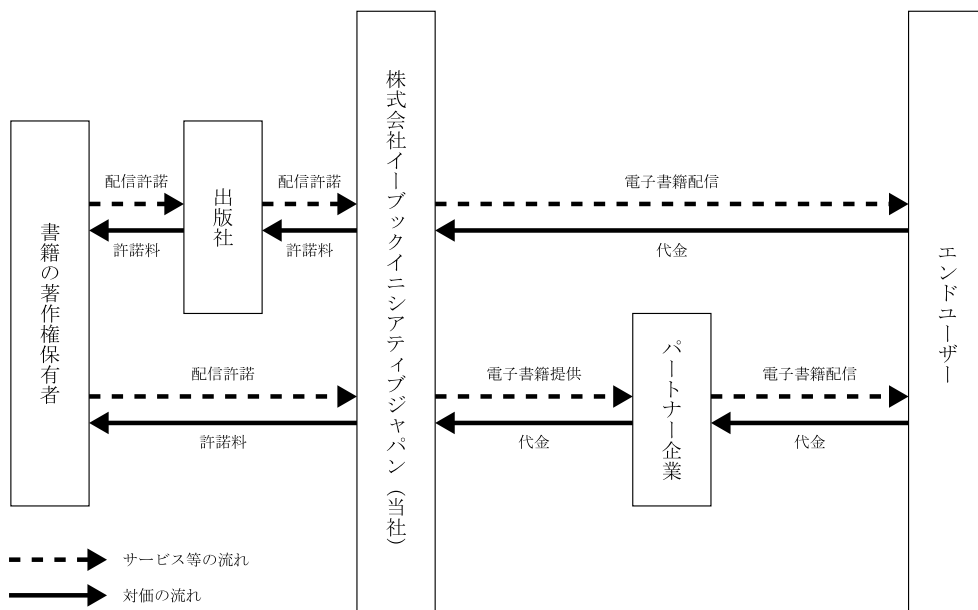 書籍の著作権保有者
配信許諾
許諾料
出版社
配信許諾
許諾料
配信許諾
許諾料
株式会社イーブックイニシアティブジャパン（当社）
電子書籍配信
代金
電子書籍提供
代金
パートナー企業
電子書籍配信
代金
エンドユーザー
サービス等の流れ
対価の流れ